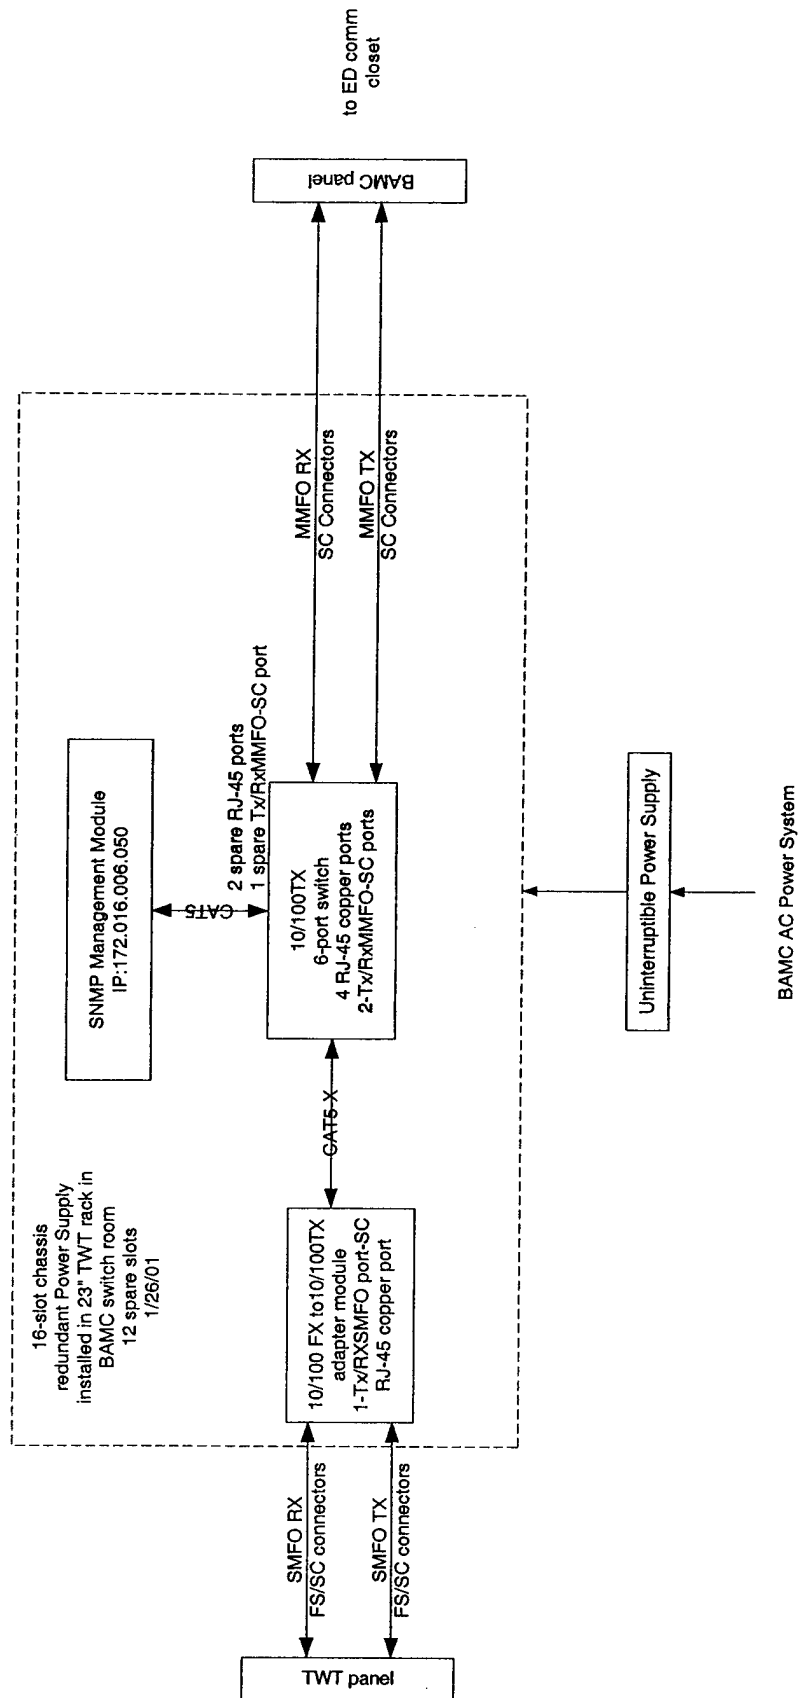 16-slot chassis
redundant Power Supply
installed in 23" TWT rack in
BAMC switch room
12 spare slots
1/26/01
SNMP Management Module
IP:172.016.006.050
CAT5
2 spare RJ-45 ports
1 spare Tx/RxMMFO-SC port
TWT panel
SMFO RX
FS/SC connectors
SMFO TX
FS/SC connectors
10/100 FX to10/100TX
adapter module
1-Tx/RXSMFO port-SC
RJ-45 copper port
CAT5-X
10/100TX
6-port switch
4 RJ-45 copper ports
2-Tx/RxMMFO-SC ports
MMFO RX
SC Connectors
MMFO TX
SC Connectors
BAMC panel
to ED comm
closet
Uninterruptible Power Supply
BAMC AC Power System